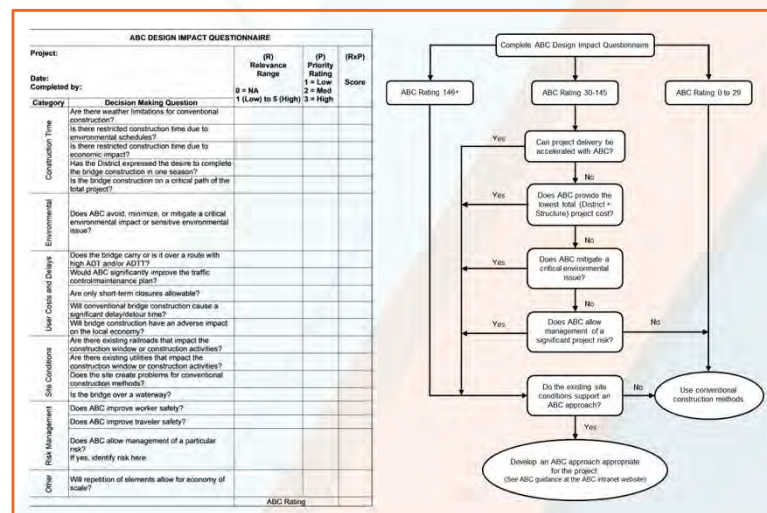 ABC DESIGN IMPACT QUESTIONNAIRE
Project:
Date:
Completed by:
(R)
Relevance
Range
0 = NA
1 (Low) to 5 (High)
(P)
Priority
Rating
1 = Low
2 = Med
3 = High
(RxP)
Score
Category
Decision Making Question
Construction Time
Are there weather limitations for conventional
construction?
Is there restricted construction time due to
environmental schedules?
Is there restricted construction time due to
economic impact?
Has the District expressed the desire to complete
the bridge construction in one season?
Is the bridge construction on a critical path of the
total project?
Environmental
Does ABC avoid, minimize, or mitigate a critical
environmental impact or sensitive environmental
issue?
User Costs and Delays
Does the bridge carry or is it over a route with
high ADT and/or ADTT?
Would ABC significantly improve the traffic
control/maintenance plan?
Are only short-term closures allowable?
Will conventional bridge construction cause a
significant delay/detour time?
Will bridge construction have an adverse impact
on the local economy?
Site Conditions
Are there existing railroads that impact the
construction window or construction activities?
Are there existing utilities that impact the
construction window or construction activities?
Does the site create problems for conventional
construction methods?
Is the bridge over a waterway?
Risk Management
Does ABC improve worker safety?
Does ABC improve traveler safety?
Does ABC allow management of a particular
risk?
If yes, identify risk here:
Other
Will repetition of elements allow for economy of
scale?
ABC Rating
Complete ABC Design Impact Questionnaire
ABC Rating 146+
ABC Rating 30-145
ABC Rating 0 to 29
Yes
Can project delivery be
accelerated with ABC?
No
Yes
Does ABC provide the
lowest total (District +
Structure) project cost?
No
Yes
Does ABC mitigate a
critical environmental
issue?
No
Yes
Does ABC allow
management of a
significant project risk?
No
Do the existing site
conditions support an
ABC approach?
No
Use conventional
construction methods
Yes
Develop an ABC approach appropriate
for the project
(See ABC guidance at the ABC intranet website)